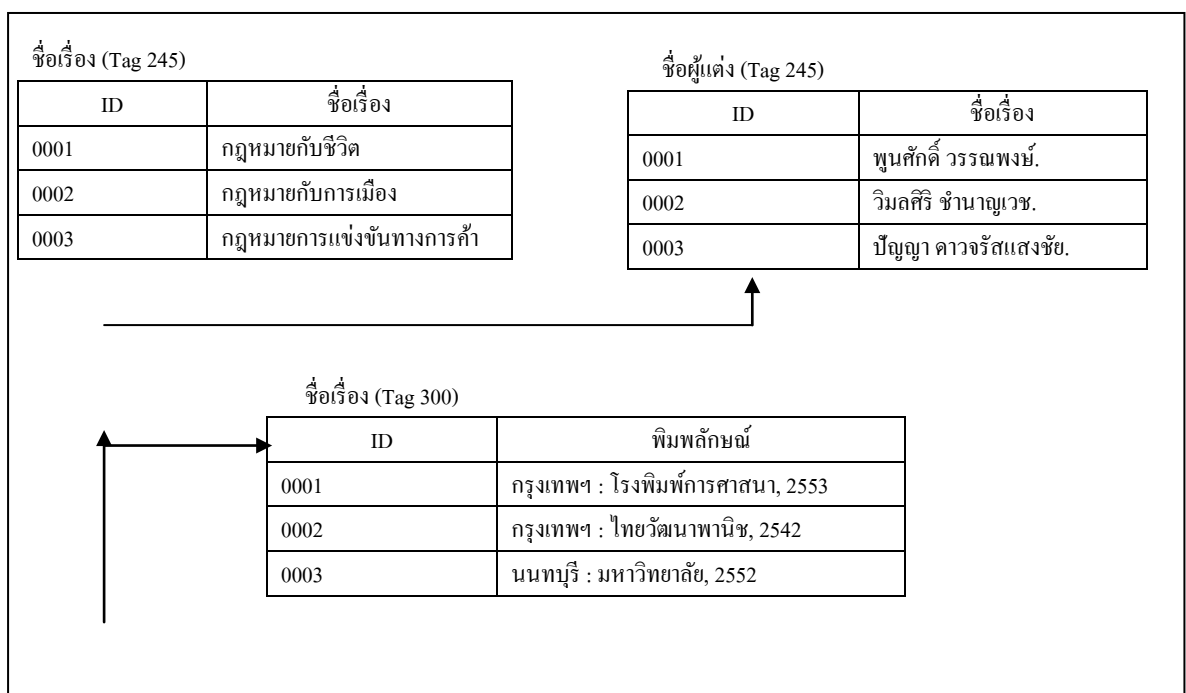 ชื่อเรื่อง (Tag 245)
ID ชื่อเรื่อง
0001 กฎหมายกับชีวิต
0002 กฎหมายกับการเมือง
0003 กฎหมายการแข่งขันทางการค้า
ชื่อผู้แต่ง (Tag 245)
ID ชื่อเรื่อง
0001 พูนศักดิ์ วรรณพงษ์.
0002 วิมลศิริ ชำนาญเวช.
0003 ปัญญา ดาวจรัสแสงชัย.
ชื่อเรื่อง (Tag 300)
ID พิมพลักษณ์
0001 กรุงเทพฯ : โรงพิมพ์การศาสนา, 2553
0002 กรุงเทพฯ : ไทยวัฒนาพานิช, 2542
0003 นนทบุรี : มหาวิทยาลัย, 2552